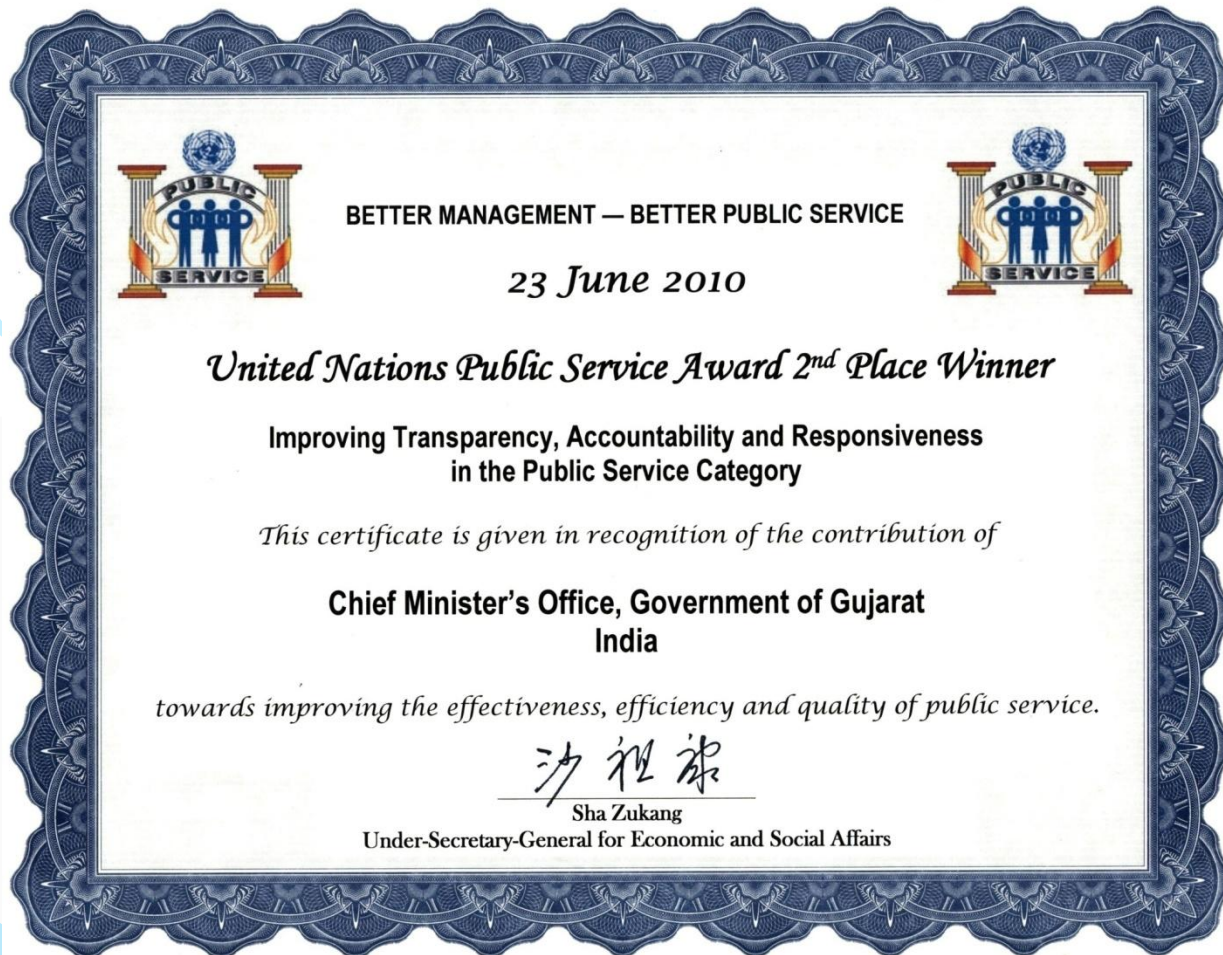 PUBLIC
SERVICE
PUBLIC
SERVICE
BETTER MANAGEMENT — BETTER PUBLIC SERVICE
23 June 2010
United Nations Public Service Award 2nd Place Winner
Improving Transparency, Accountability and Responsiveness
in the Public Service Category
This certificate is given in recognition of the contribution of
Chief Minister's Office, Government of Gujarat
India
towards improving the effectiveness, efficiency and quality of public service.
沙祖康
Sha Zukang
Under-Secretary-General for Economic and Social Affairs